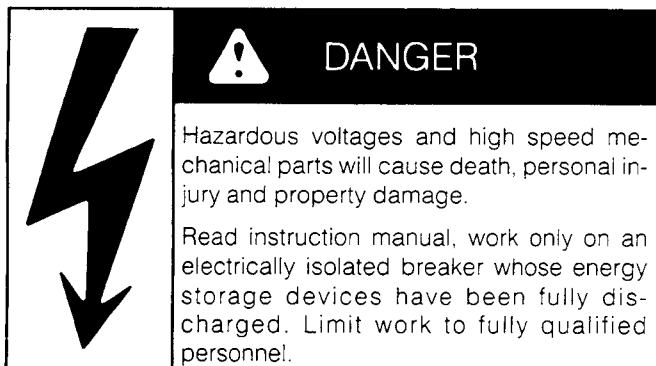 DANGER
Hazardous voltages and high speed me-
chanical parts will cause death, personal in-
jury and property damage.
Read instruction manual, work only on an
electrically isolated breaker whose energy
storage devices have been fully dis-
charged. Limit work to fully qualified
personnel.